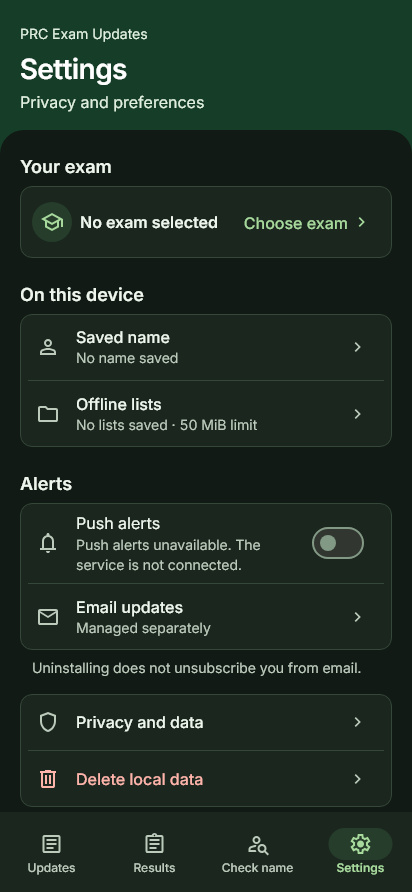 PRC Exam Updates
Settings
Privacy and preferences
Your exam
No exam selected
Choose exam
On this device
Saved name
No name saved
Offline lists
No lists saved · 50 MiB limit
Alerts
Push alerts
Push alerts unavailable. The
service is not connected.
Email updates
Managed separately
Uninstalling does not unsubscribe you from email.
Privacy and data
Delete local data
Updates
Results
Check name
Settings